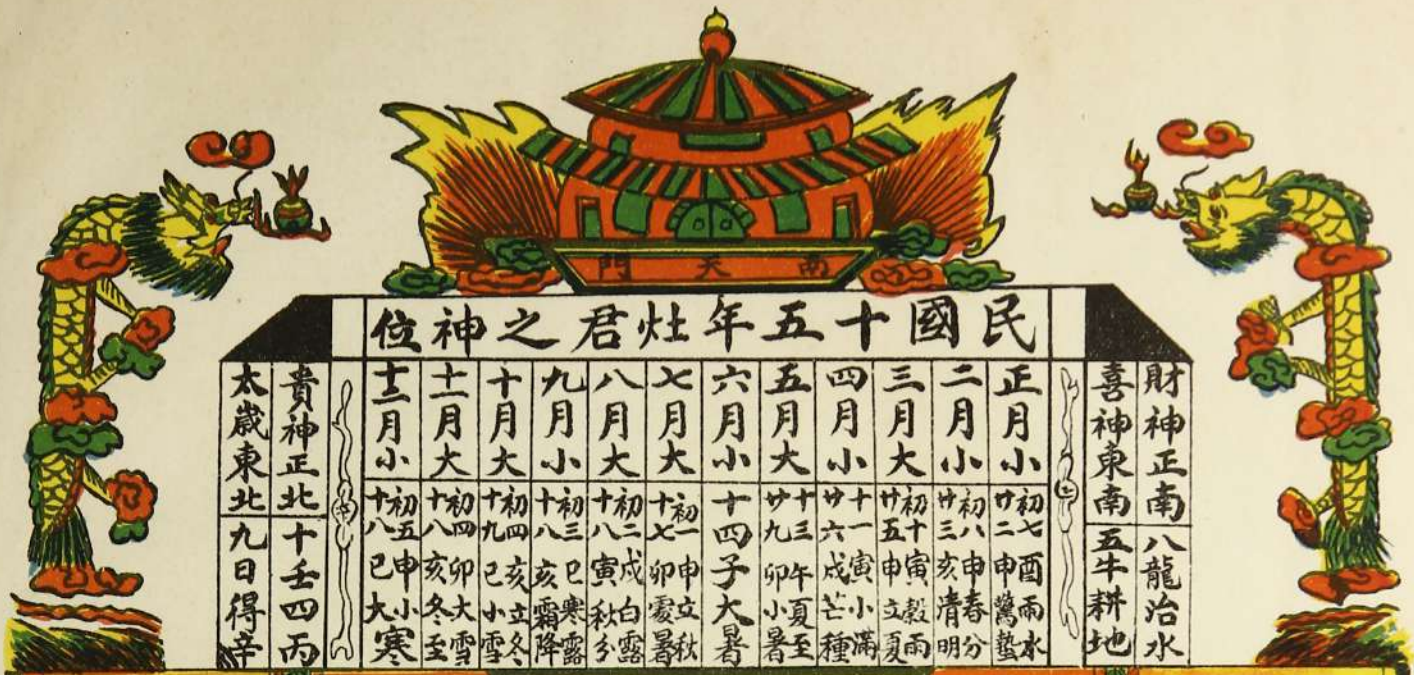 南天門
民國十五年灶君之神位
財神正南
八龍治水
喜神東南
五牛耕地
正月小
初七酉雨水
廿二申驚蟄
二月小
初八申春分
廿三亥清明
三月大
初十寅穀雨
廿五申立夏
四月小
十一寅小滿
廿六戌芒種
五月大
十三午夏至
廿九卯小暑
六月小
十四子大暑
七月大
初一申立秋
十七卯處暑
八月大
初二戌白露
十八寅秋分
九月小
初三巳寒露
十八亥霜降
十月大
初四亥立冬
十九巳小雪
十一月大
初四卯大雪
十八亥冬至
十二月小
初五申小
十八巳大寒
貴神正北
十壬四丙
太歲東北
九日得辛